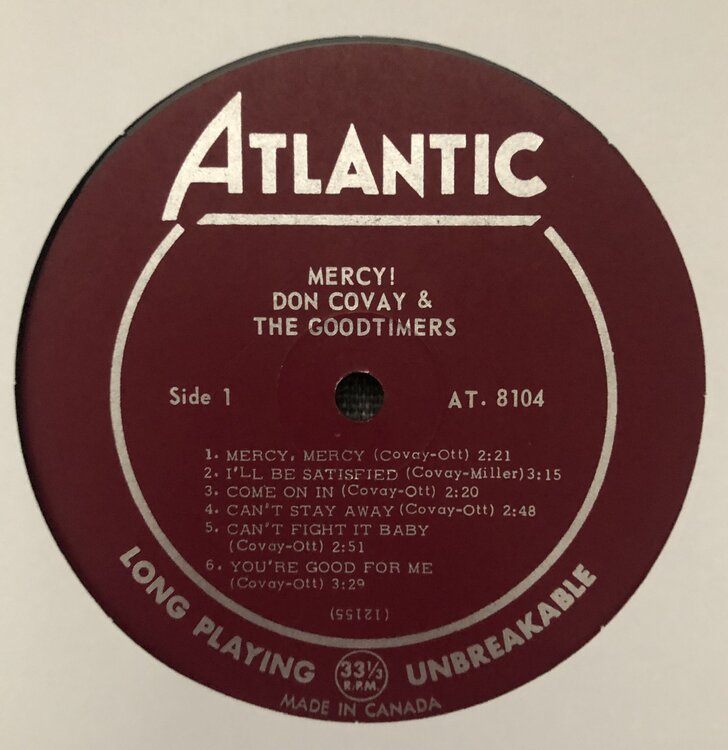 ATLANTIC
MERCY!
DON COVAY &
THE GOODTIMERS
Side 1
AT. 8104
1. MERCY, MERCY (Covay-Ott) 2:21
2. I'LL BE SATISFIED (Covay-Miller) 3:15
3. COME ON IN (Covay-Ott) 2:20
4. CAN'T STAY AWAY (Covay-Ott) 2:48
5. CAN'T FIGHT IT BABY
(Covay-Ott) 2:51
6. YOU'RE GOOD FOR ME
(Covay-Ott) 3:29
(12155)
LONG PLAYING 33⅓ R.P.M. UNBREAKABLE
MADE IN CANADA